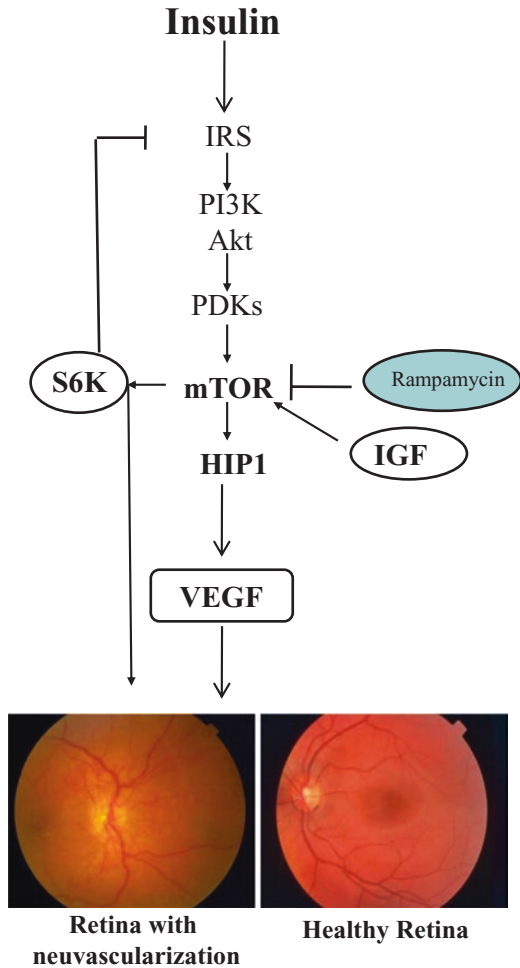 Insulin
IRS
PI3K
Akt
PDKs
S6K
mTOR
Rampamycin
HIP1
IGF
VEGF
Retina with
neuvascularization
Healthy Retina